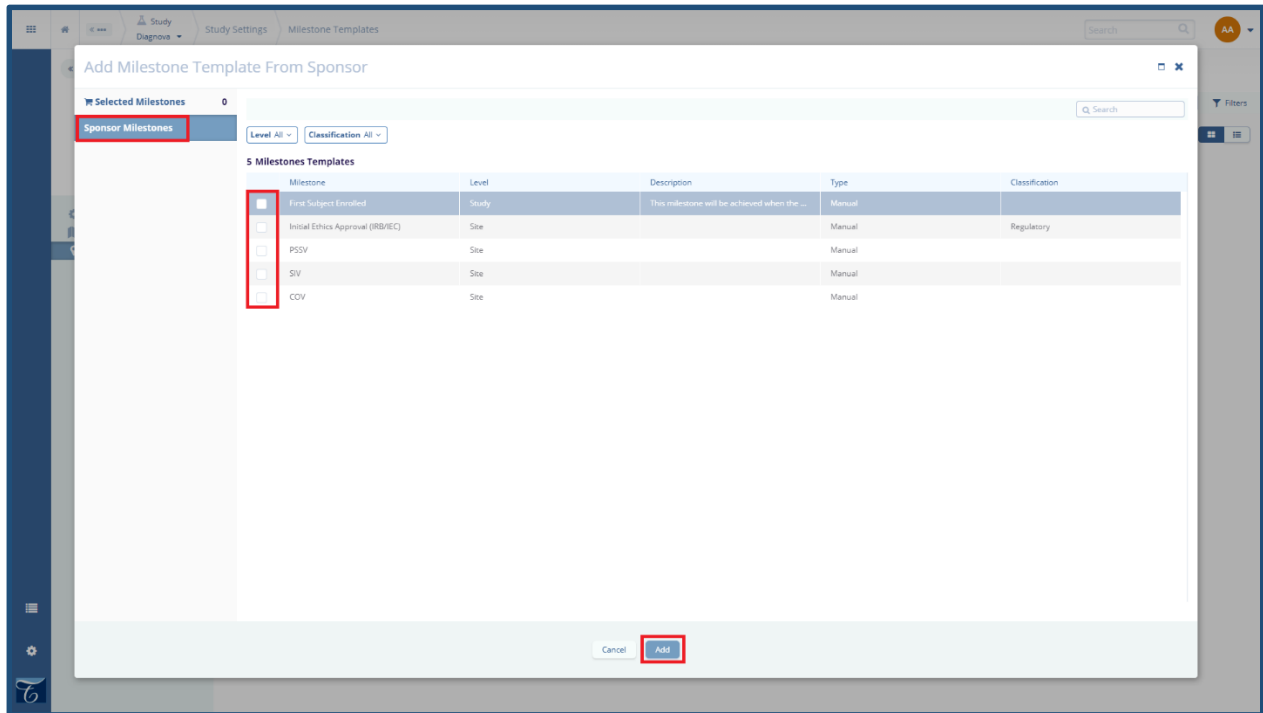 Study
Diagnova
Study Settings
Milestone Templates
Search
AA
Add Milestone Template From Sponsor
Selected Milestones 0
Search
Filters
Sponsor Milestones
Level All
Classification All
5 Milestones Templates
Milestone Level Description Type Classification
First Subject Enrolled Study This milestone will be achieved when the ... Manual
Initial Ethics Approval (IRB/IEC) Site Manual Regulatory
PSSV Site Manual
SIV Site Manual
COV Site Manual
Cancel Add